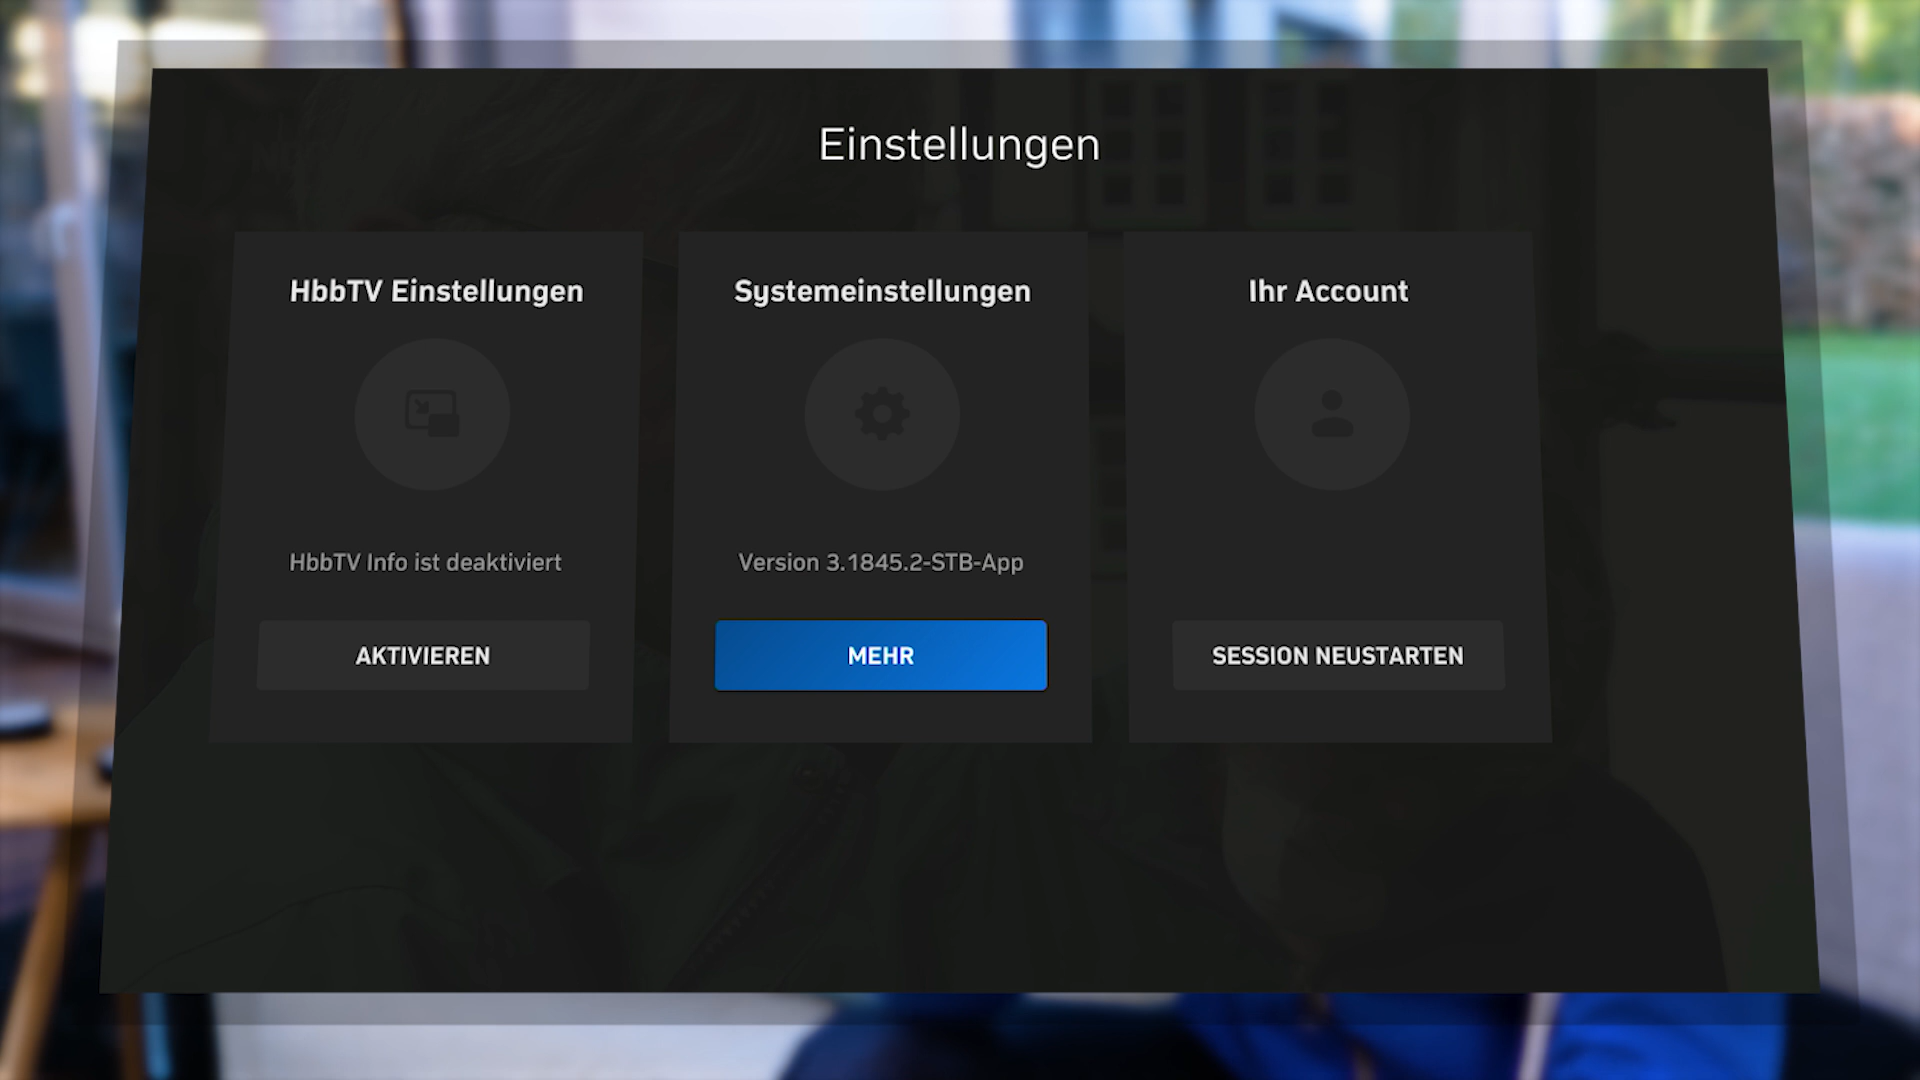 Einstellungen
HbbTV Einstellungen
HbbTV Info ist deaktiviert
AKTIVIEREN
Systemeinstellungen
Version 3.1845.2-STB-App
MEHR
Ihr Account
SESSION NEUSTARTEN